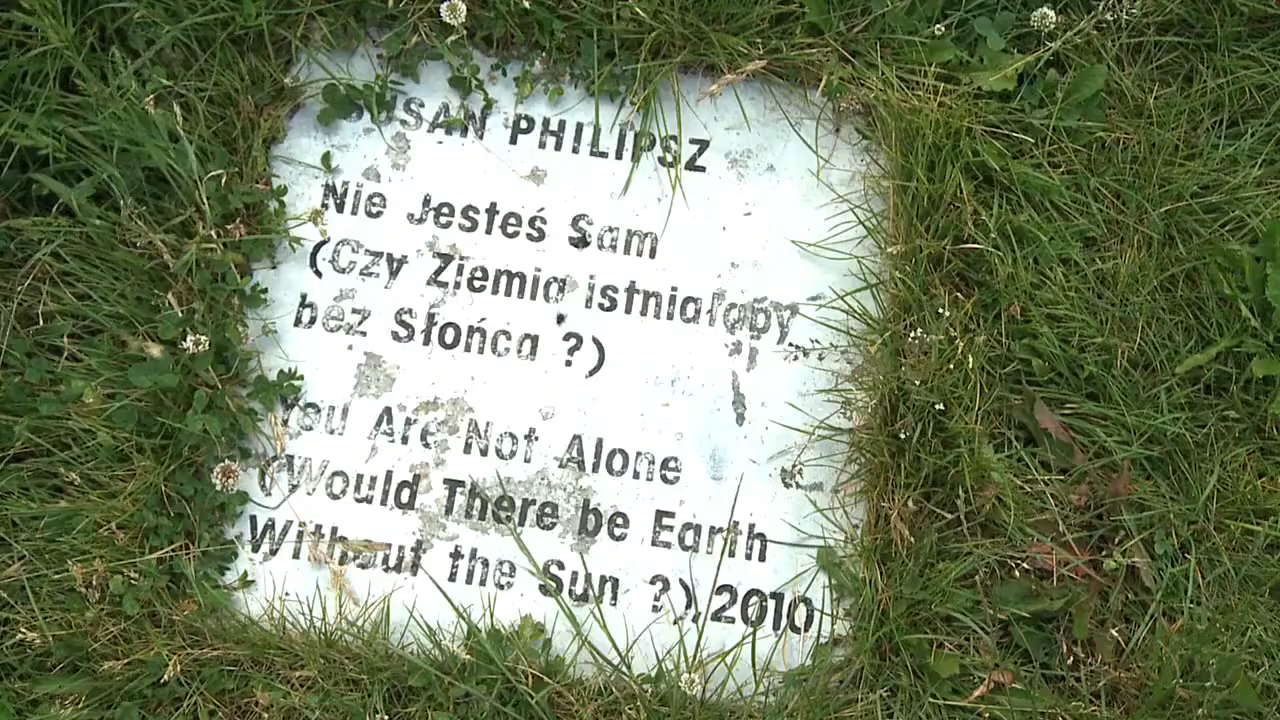 SUSAN PHILIPSZ
Nie Jesteś Sam
(Czy Ziemia istniałaby
bez Słońca ?)
You Are Not Alone
(Would There be Earth
Without the Sun ?) 2010